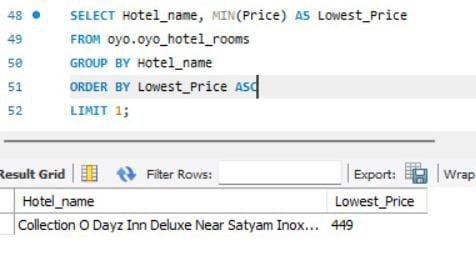 48 SELECT Hotel_name, MIN(Price) AS Lowest_Price
49 FROM oyo.oyo_hotel_rooms
50 GROUP BY Hotel_name
51 ORDER BY Lowest_Price ASC
52 LIMIT 1;
Result Grid Filter Rows: Export: Wrap
Hotel_name Lowest_Price
Collection O Dayz Inn Deluxe Near Satyam Inox... 449